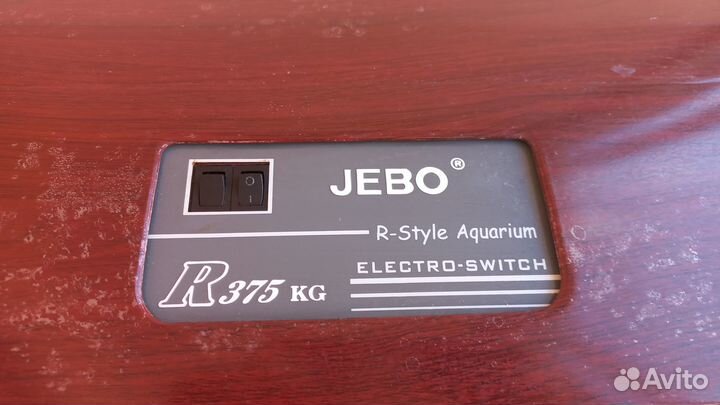 JEBO®
R-Style Aquarium
ELECTRO-SWITCH
R375 KG
O
I
Avito